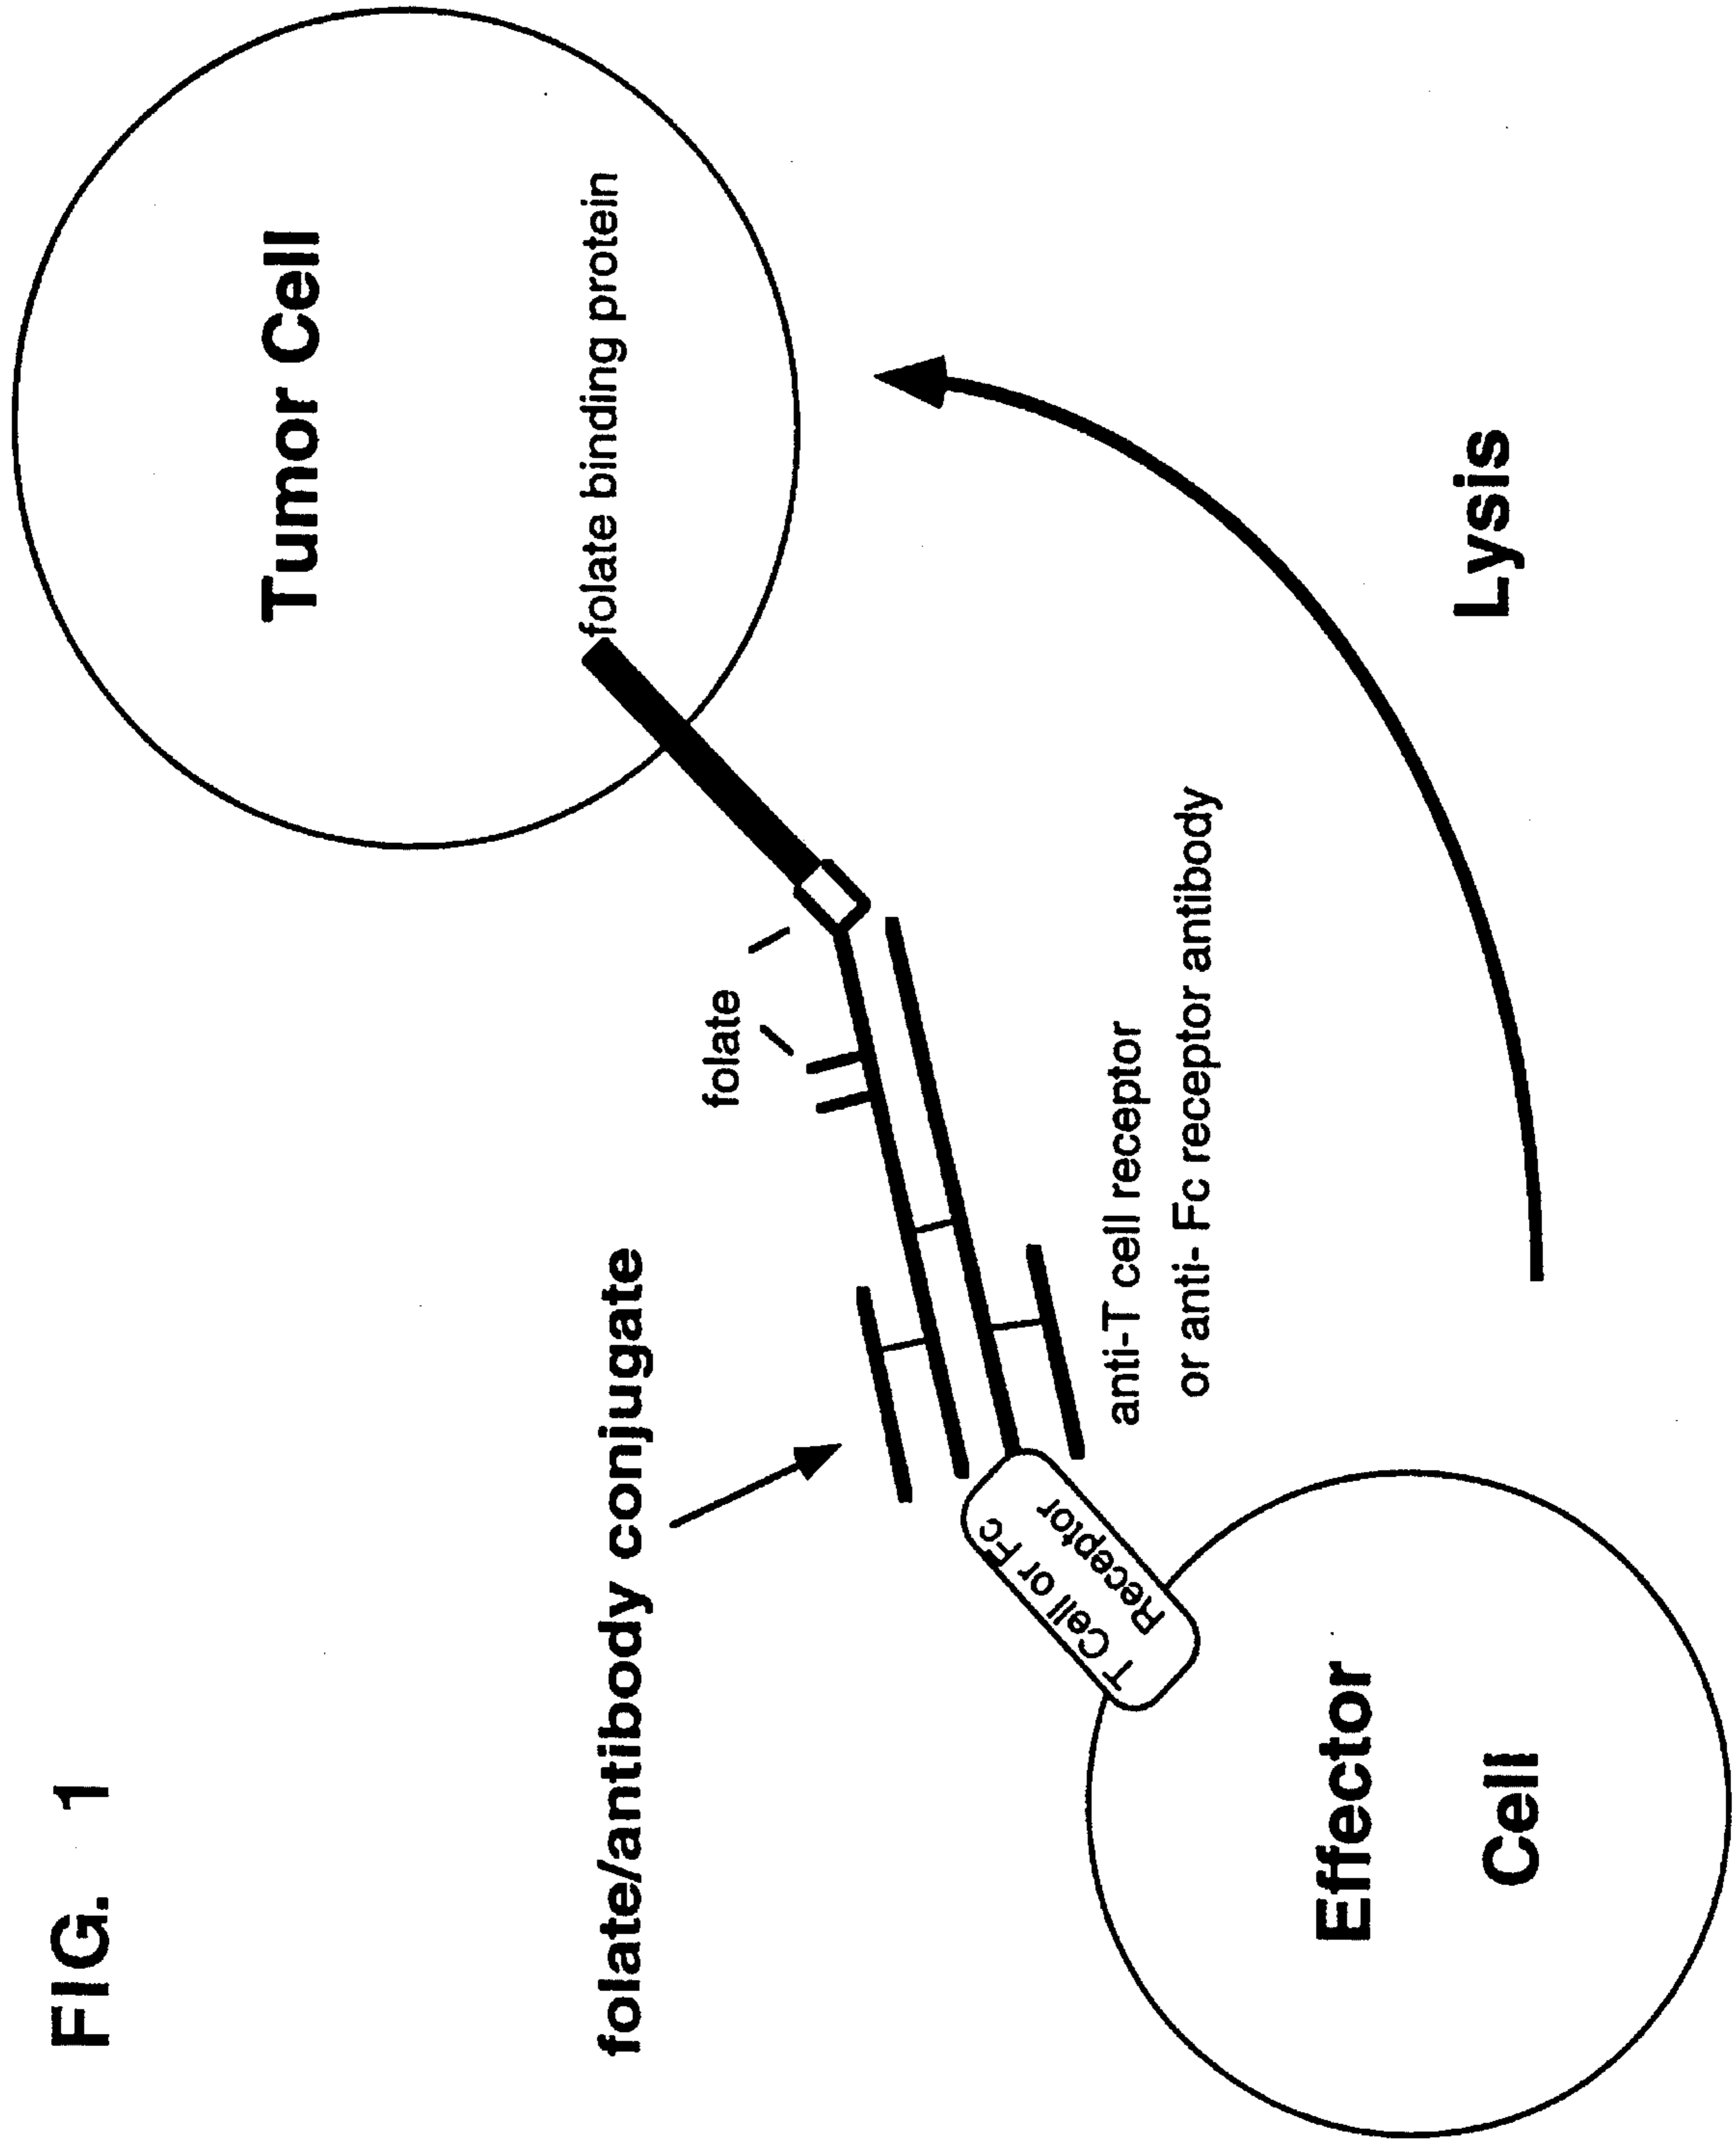 FIG. 1
Tumor Cell
folate binding protein
folate
folate/antibody conjugate
anti-T cell receptor
or anti- Fc receptor antibody
T Cell or Fc
Receptor
Effector
Cell
Lysis